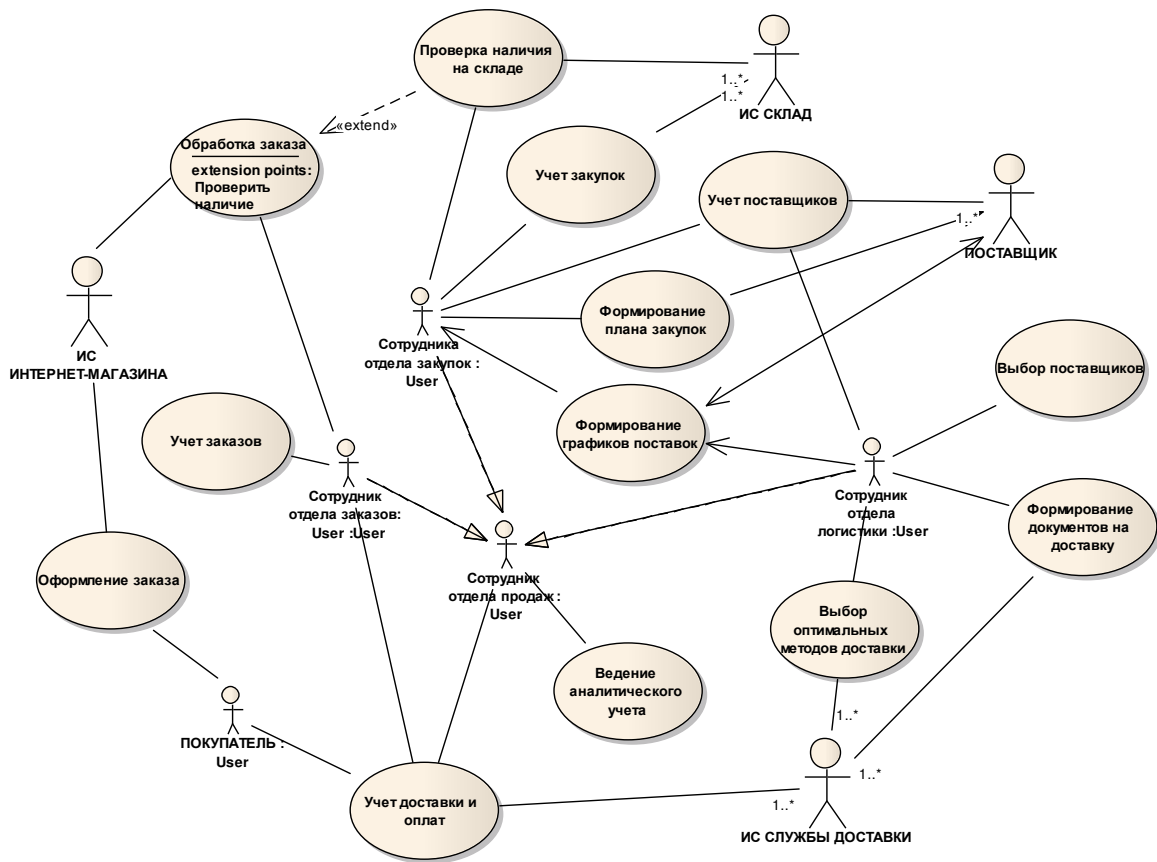 Проверка наличия
на складе
1..*
1..*
ИС СКЛАД
«extend»
Обработка заказа
extension points:
Проверить
наличие
Учет закупок
Учет поставщиков
1..*
ПОСТАВЩИК
ИС
ИНТЕРНЕТ-МАГАЗИНА
Сотрудника
отдела закупок :
User
Формирование
плана закупок
Выбор поставщиков
Учет заказов
Формирование
графиков поставок
Сотрудник
отдела заказов:
User :User
Сотрудник
отдела
логистики :User
Формирование
документов на
доставку
Оформление заказа
Сотрудник
отдела продаж :
User
Выбор
оптимальных
методов доставки
Ведение
аналитического
учета
1..*
ПОКУПАТЕЛЬ :
User
1..*
Учет доставки и
оплат
1..*
ИС СЛУЖБЫ ДОСТАВКИ